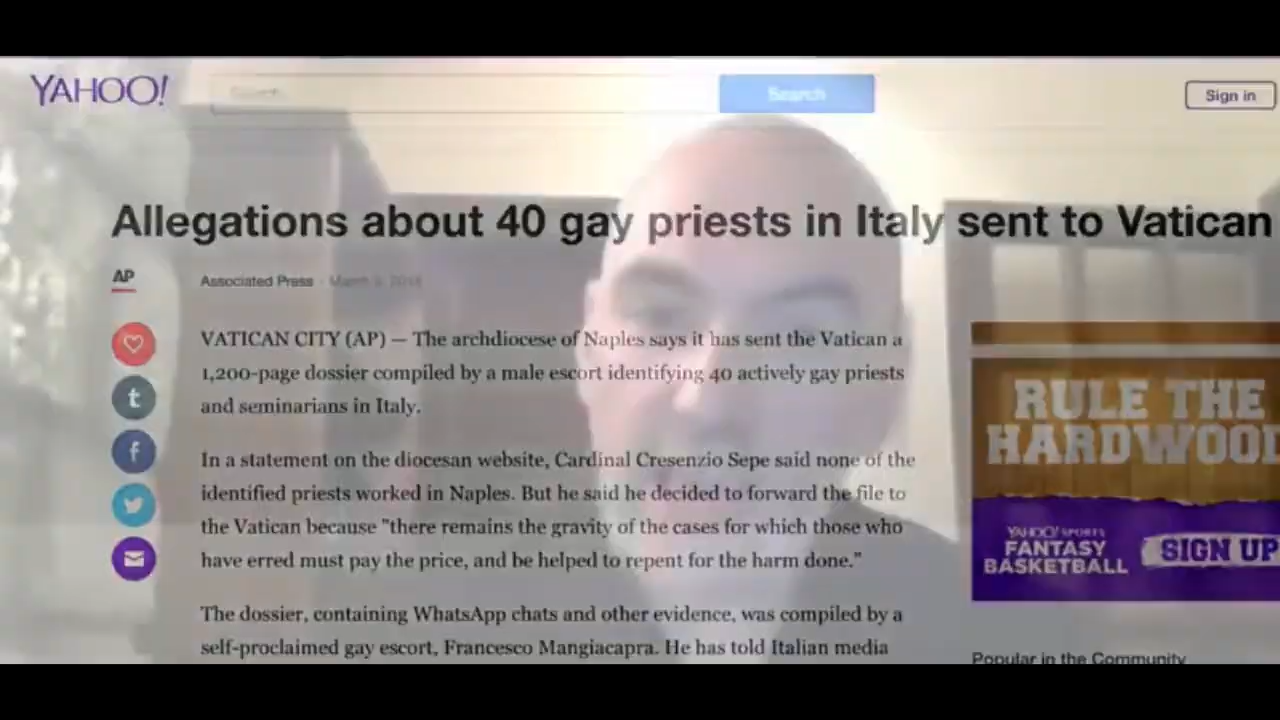 YAHOO!
Search
Sign in
Allegations about 40 gay priests in Italy sent to Vatican
AP
Associated Press
VATICAN CITY (AP) — The archdiocese of Naples says it has sent the Vatican a
1,200-page dossier compiled by a male escort identifying 40 actively gay priests
and seminarians in Italy.
In a statement on the diocesan website, Cardinal Cresenzio Sepe said none of the
identified priests worked in Naples. But he said he decided to forward the file to
the Vatican because "there remains the gravity of the cases for which those who
have erred must pay the price, and be helped to repent for the harm done."
The dossier, containing WhatsApp chats and other evidence, was compiled by a
self-proclaimed gay escort, Francesco Mangiacapra. He has told Italian media
RULE THE
HARDWOOD
YAHOO! SPORTS
FANTASY
BASKETBALL
SIGN UP
Popular in the Community